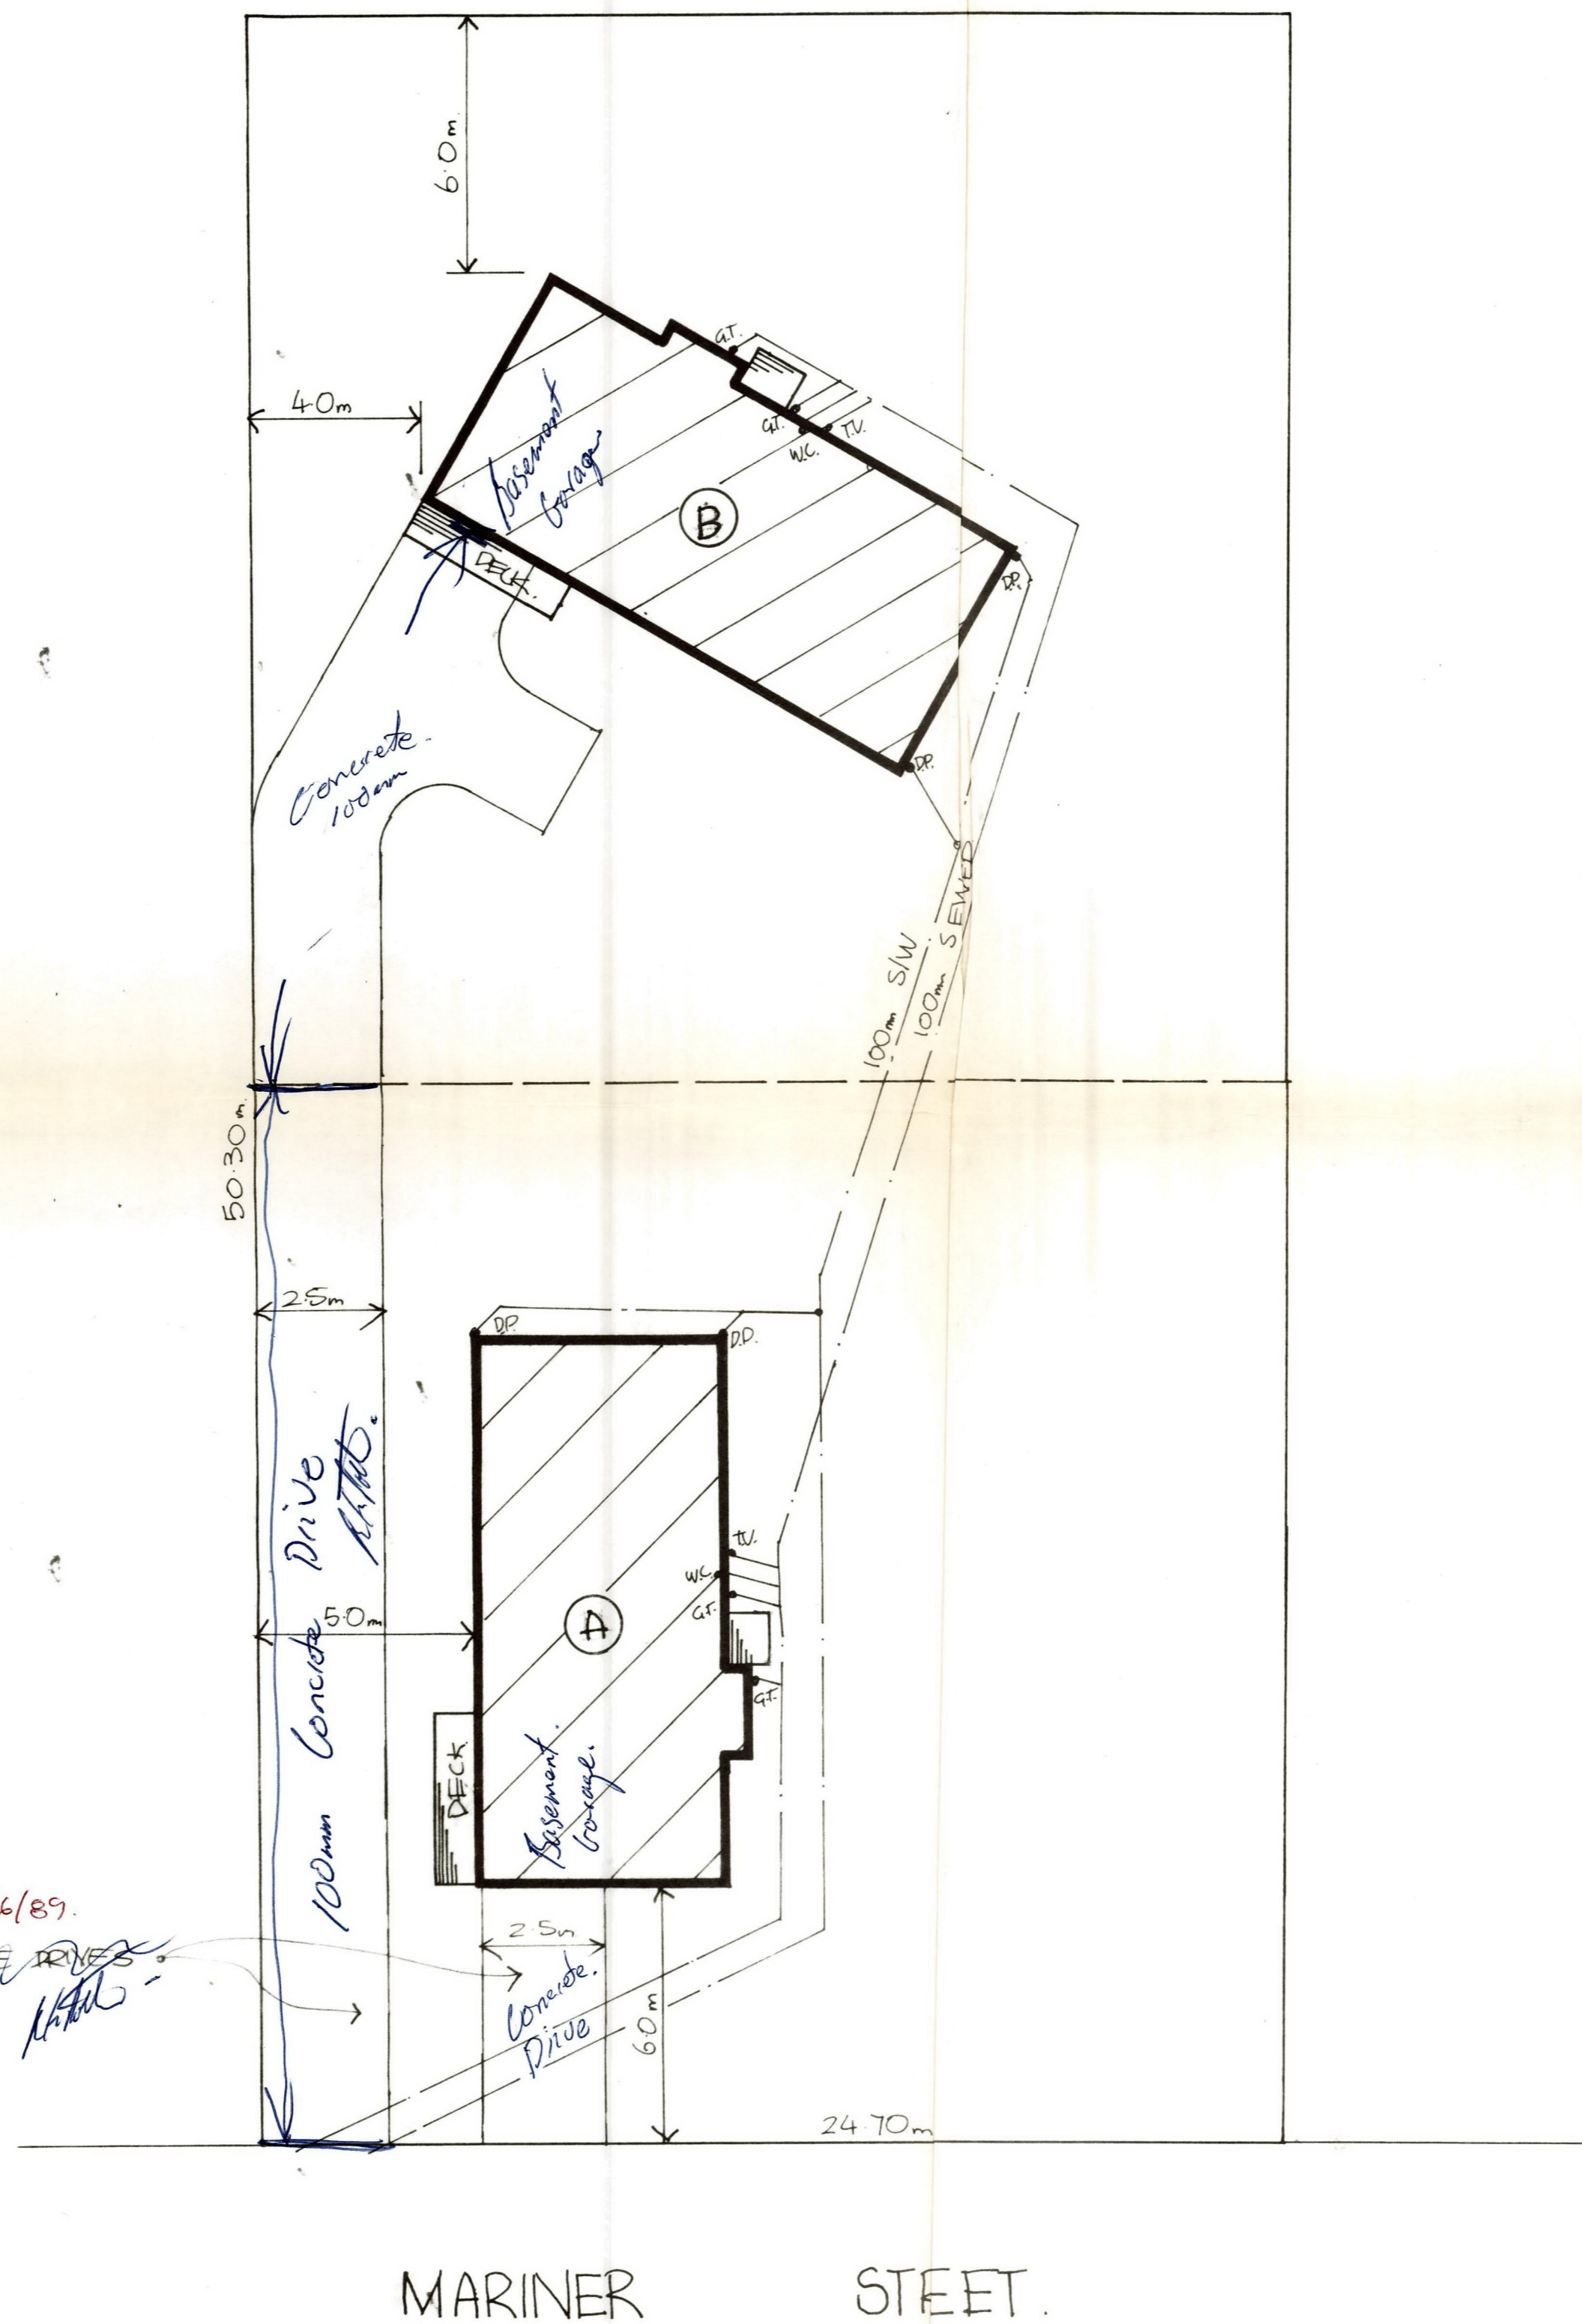 6.0m
4.0m
G.T.
Basement
Garage
G.T.
W.C.
T.V.
B
DECK.
D.P.
D.P.
Concrete.
100mm
100mm S/W
100mm SEWER
50.30m.
2.5m
D.P.
D.P.
100mm Concrete Drive
T.V.
W.C.
G.T.
5.0m
A
G.T.
DECK
Basement.
Garage.
6/89.
DRIVES
2.5m
Concrete.
Drive
6.0m
24.70m
MARINER STEET.